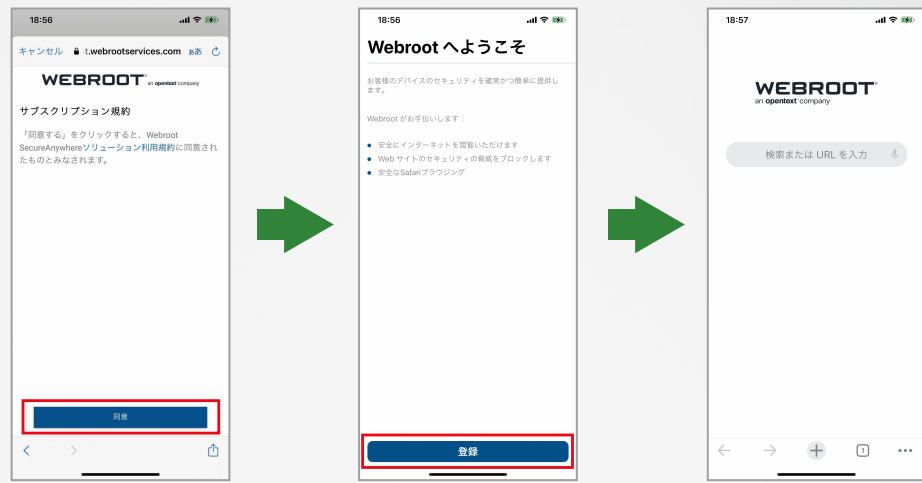 18:56
キャンセル t.webrootservices.com ぁあ
WEBROOT
an opentext company
サブスクリプション規約
「同意する」をクリックすると、Webroot
SecureAnywhereソリューション利用規約に同意され
たものとみなされます。
同意
18:56
Webroot へようこそ
お客様のデバイスのセキュリティを確実かつ簡単に提供し
ます。
Webroot がお手伝いします：
安全にインターネットを閲覧いただけます
Web サイトのセキュリティの脅威をブロックします
安全なSafariブラウジング
登録
18:57
WEBROOT
an opentext company
検索または URL を入力
1